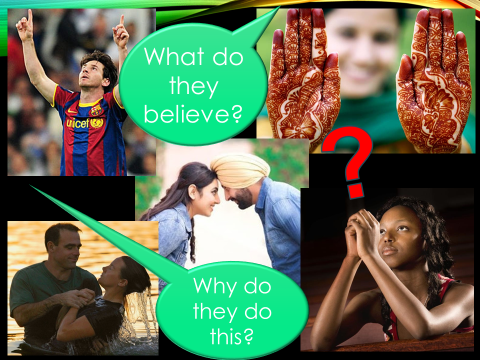 What do
they
believe?
unicef
?
Why do
they do
this?